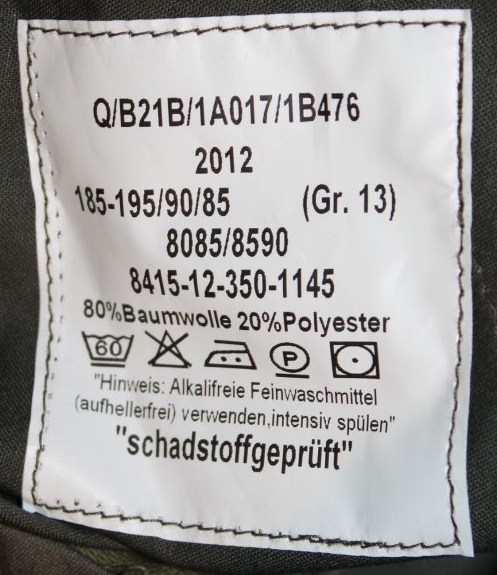 Q/B21B/1A017/1B476
2012
185-195/90/85 (Gr. 13)
8085/8590
8415-12-350-1145
80%Baumwolle 20%Polyester
60 P
"Hinweis: Alkalifreie Feinwaschmittel
(aufhellerfrei) verwenden,intensiv spülen"
"schadstoffgeprüft"